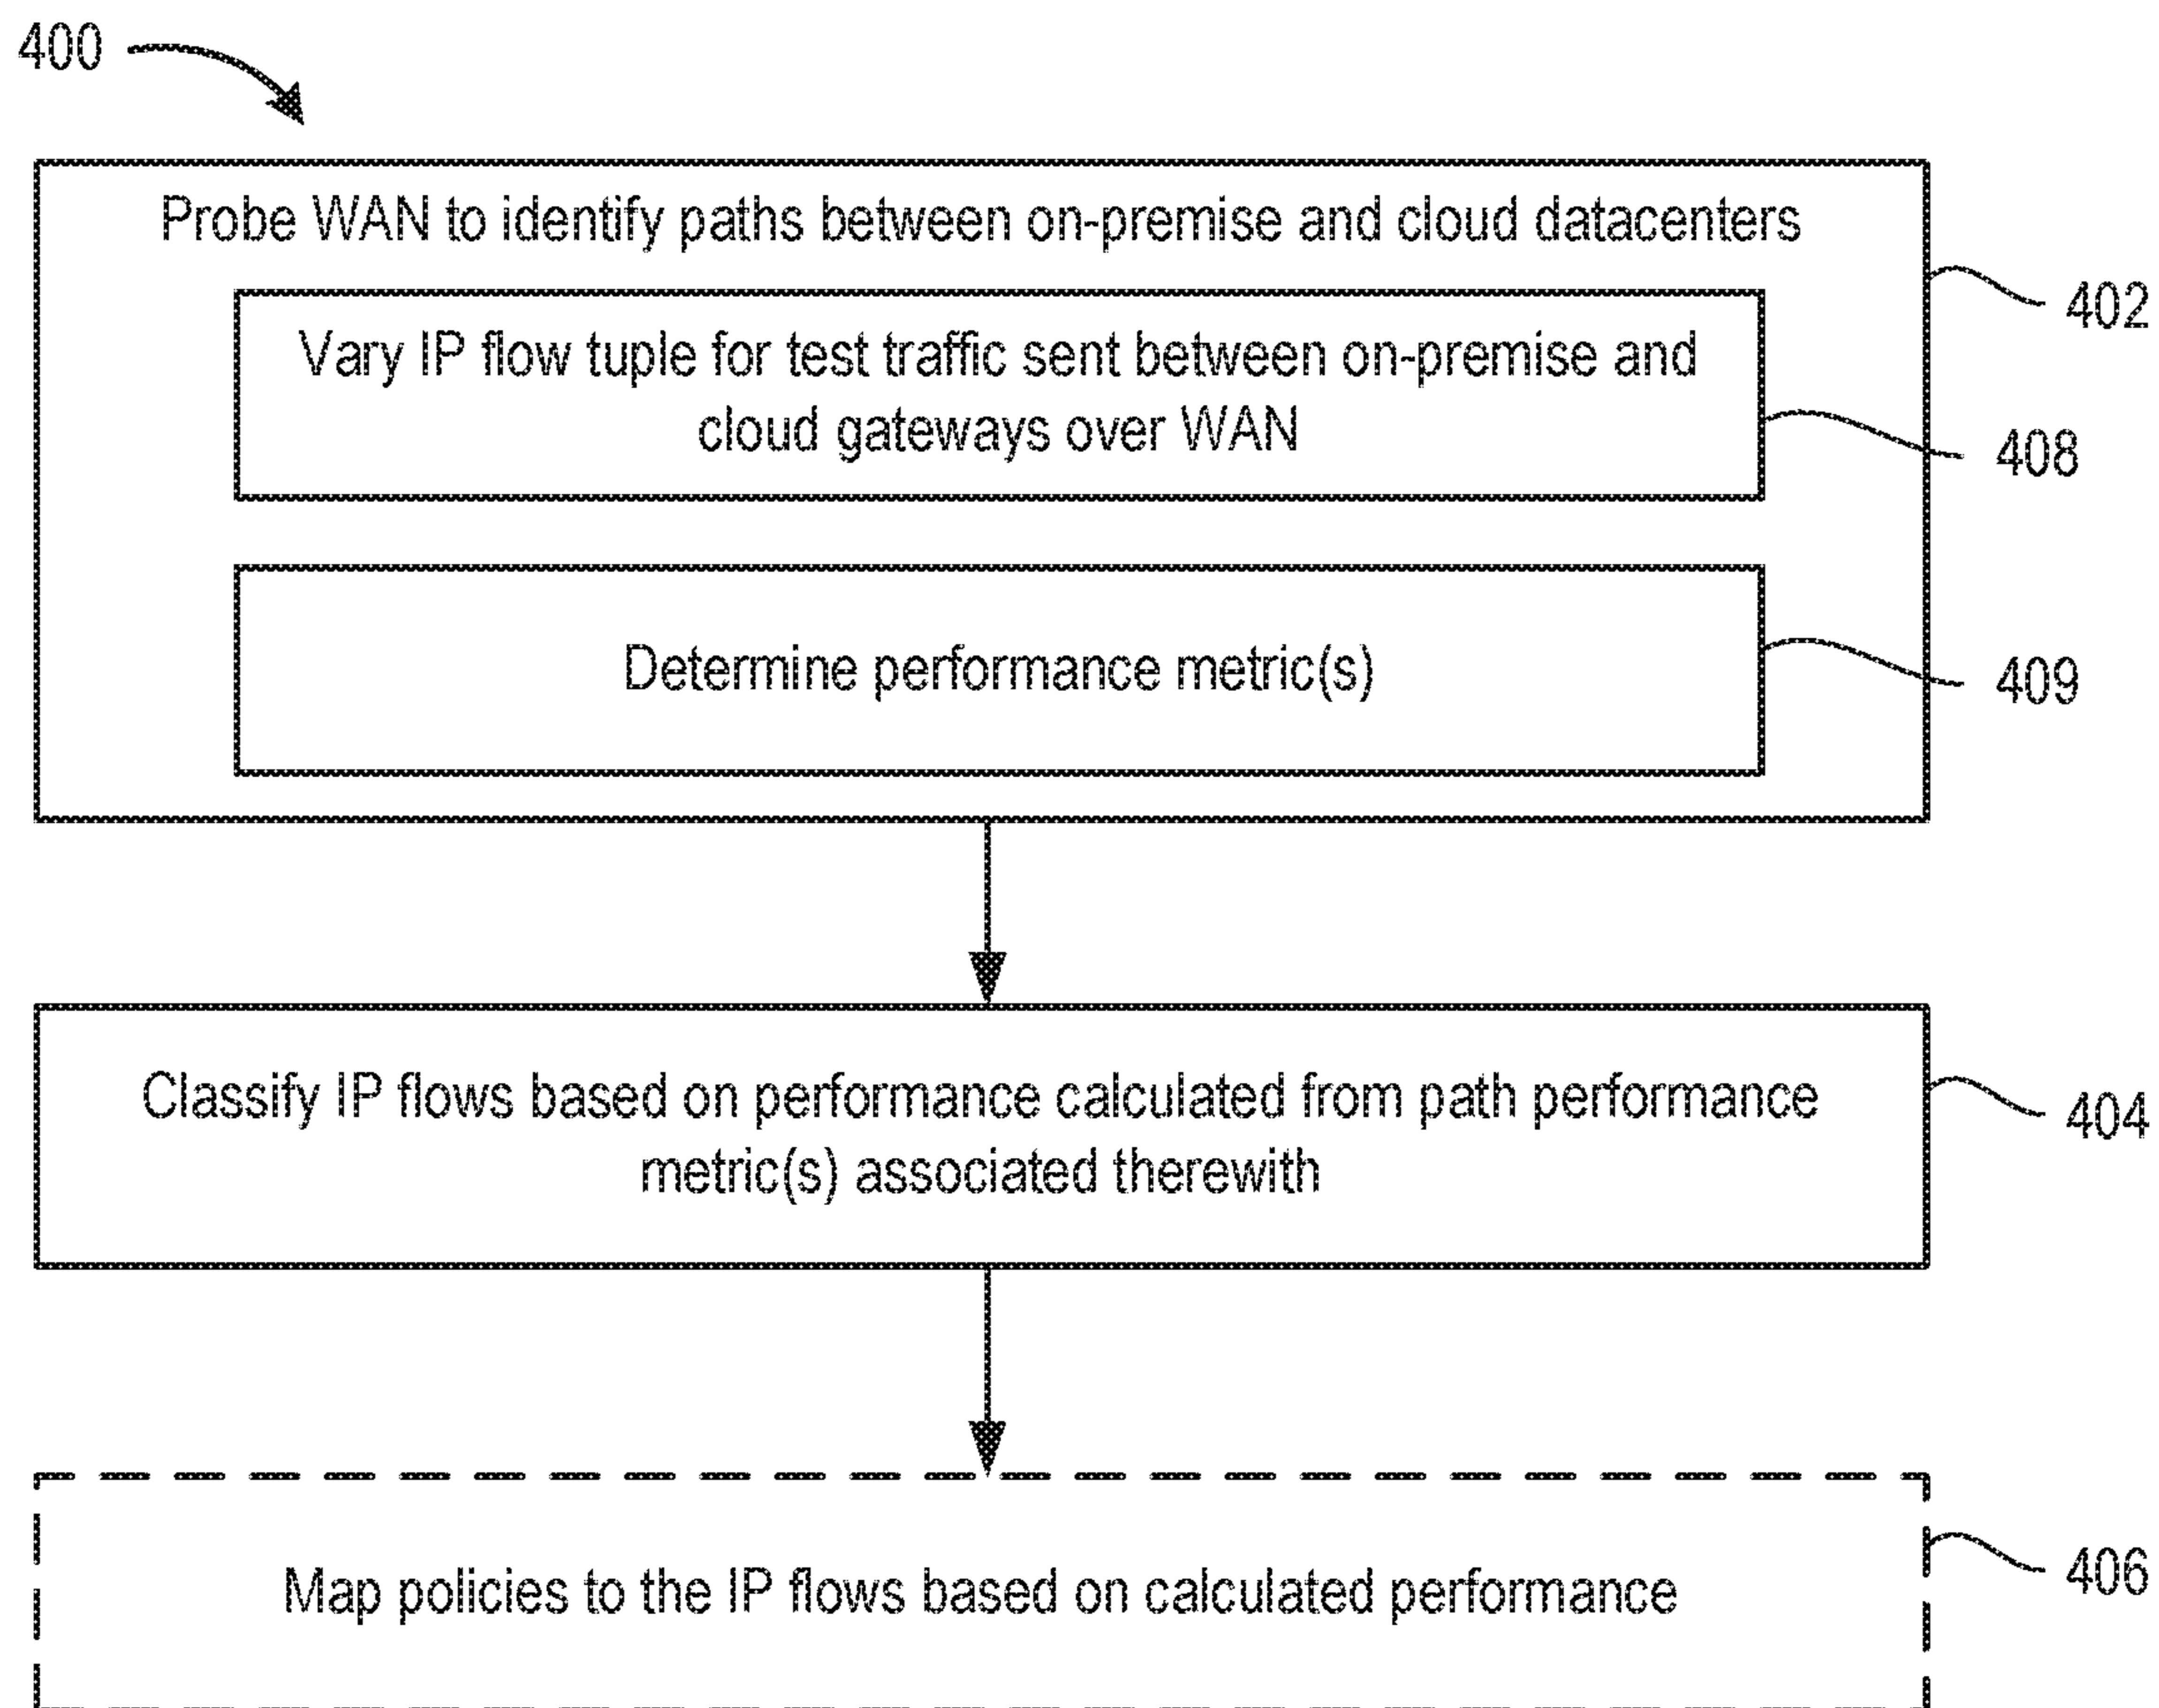 400
Probe WAN to identify paths between on-premise and cloud datacenters
402
Vary IP flow tuple for test traffic sent between on-premise and
cloud gateways over WAN
408
Determine performance metric(s)
409
Classify IP flows based on performance calculated from path performance
metric(s) associated therewith
404
Map policies to the IP flows based on calculated performance
406